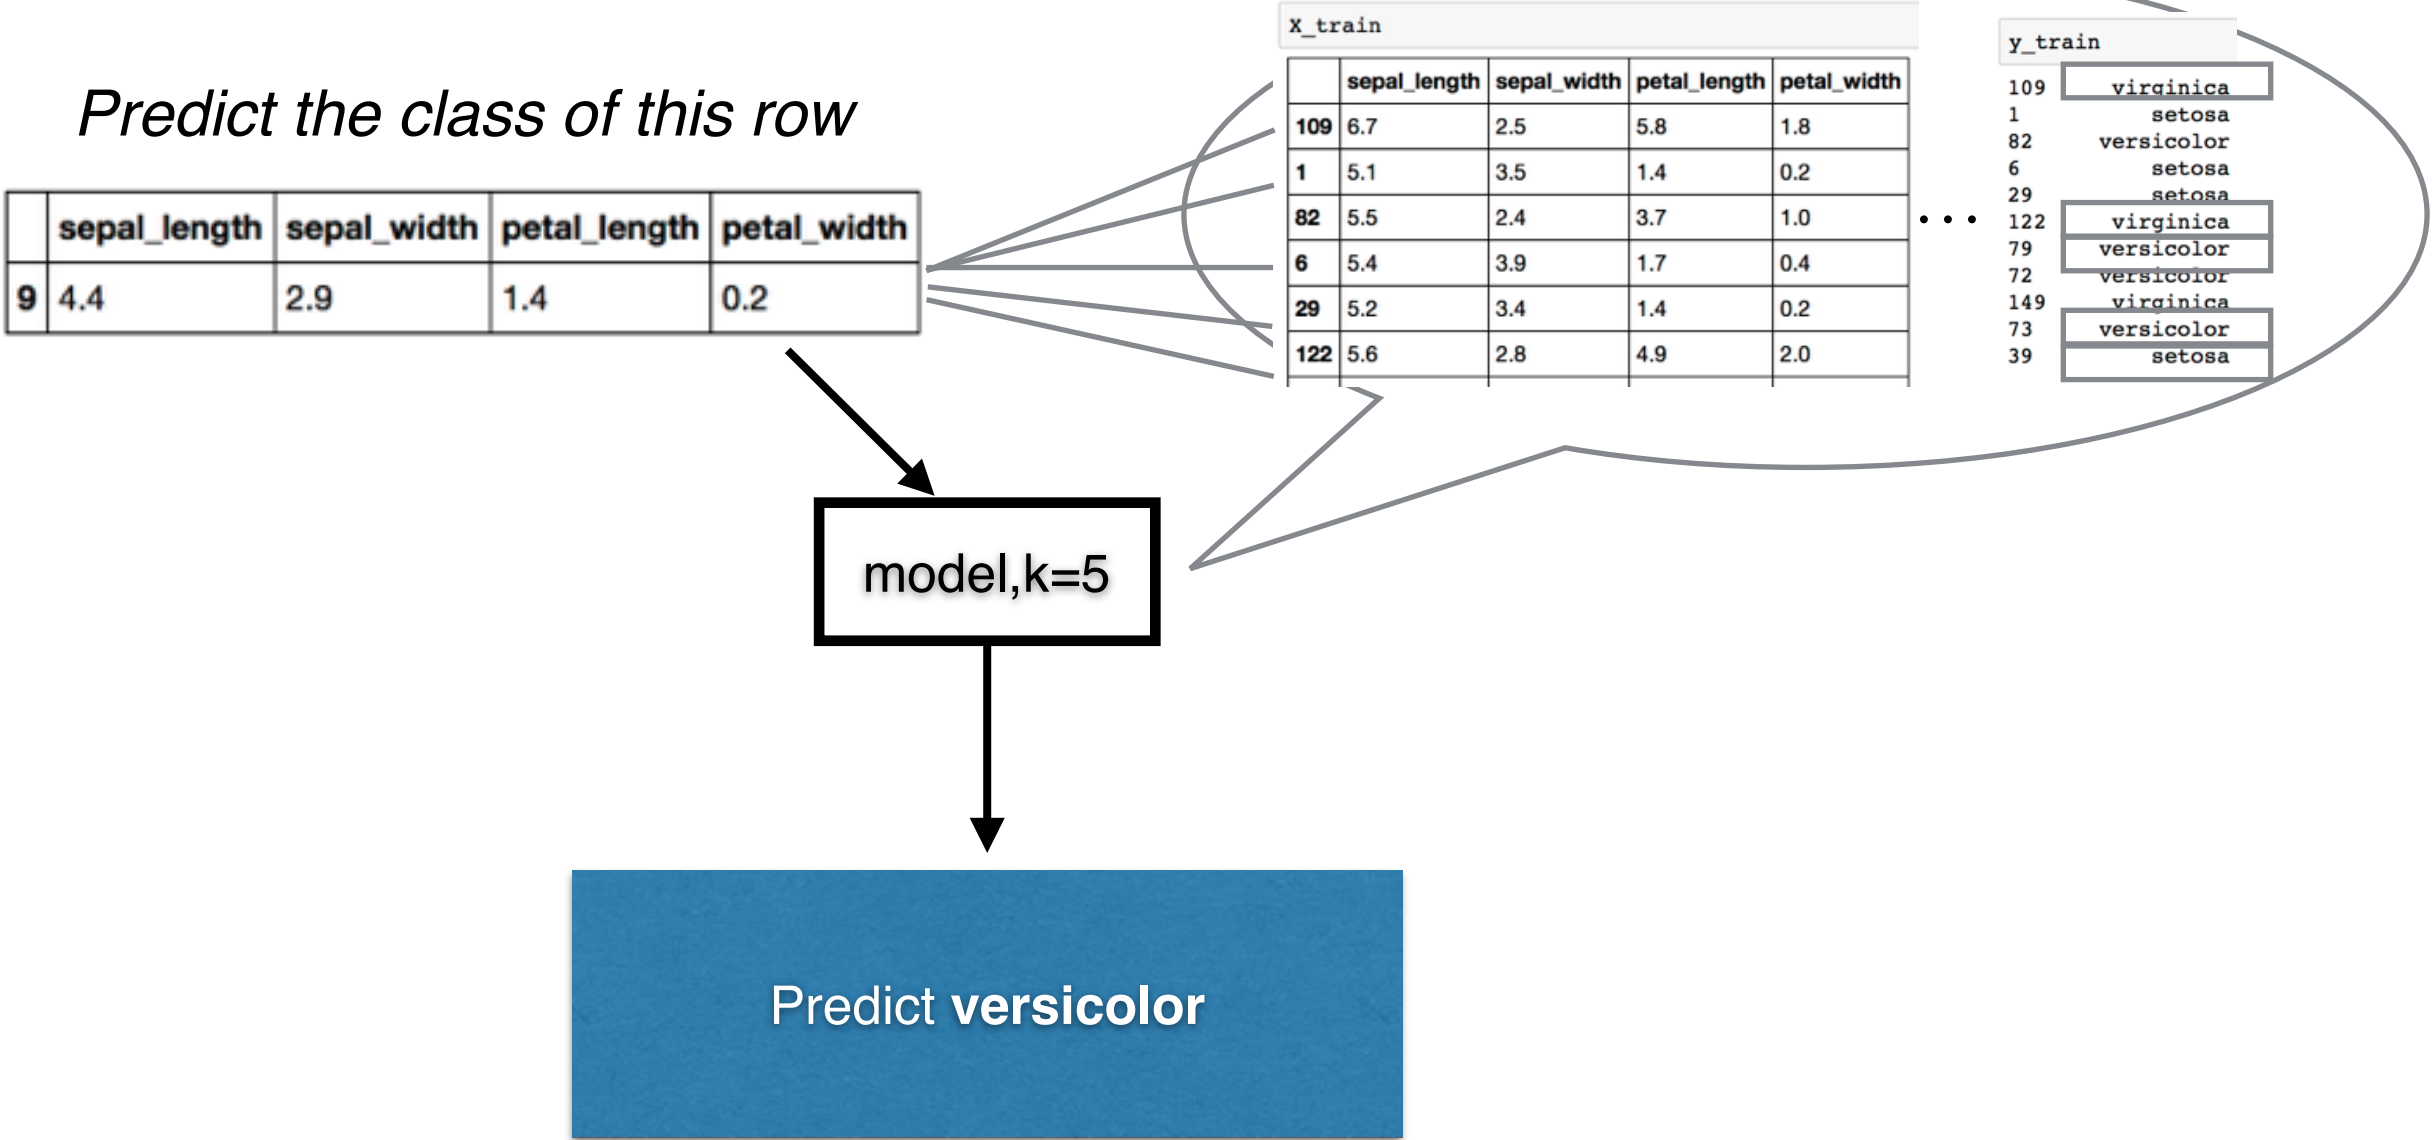 Predict the class of this row
sepal_length sepal_width petal_length petal_width
9 4.4 2.9 1.4 0.2
X_train
sepal_length sepal_width petal_length petal_width
109 6.7 2.5 5.8 1.8
1 5.1 3.5 1.4 0.2
82 5.5 2.4 3.7 1.0
6 5.4 3.9 1.7 0.4
29 5.2 3.4 1.4 0.2
122 5.6 2.8 4.9 2.0
...
y_train
109 virginica
1 setosa
82 versicolor
6 setosa
29 setosa
122 virginica
79 versicolor
72 versicolor
149 virginica
73 versicolor
39 setosa
model,k=5
Predict versicolor